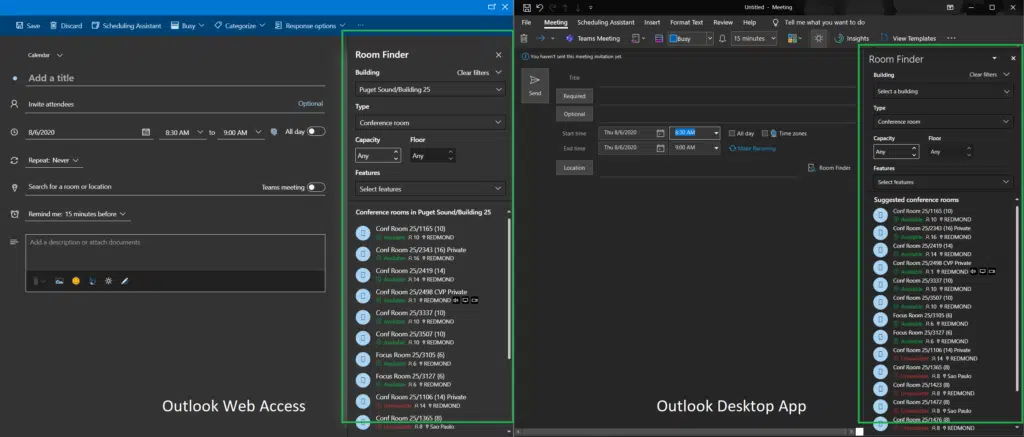 Save Discard Scheduling Assistant Busy Categorize Response options ...
Calendar
Add a title
Invite attendees Optional
8/6/2020 8:30 AM to 9:00 AM All day
Repeat: Never
Search for a room or location Teams meeting
Remind me: 15 minutes before
Add a description or attach documents
Outlook Web Access
Room Finder
Building Clear filters
Puget Sound/Building 25
Type
Conference room
Capacity Floor
Any Any
Features
Select features
Conference rooms in Puget Sound/Building 25
Conf Room 25/1165 (10)
Available 10 REDMOND
Conf Room 25/2343 (16) Private
Available 16 REDMOND
Conf Room 25/2419 (14)
Available 14 REDMOND
Conf Room 25/2498 CVP Private
Available 1 REDMOND
Conf Room 25/3337 (10)
Available 10 REDMOND
Conf Room 25/3507 (10)
Available 10 REDMOND
Focus Room 25/3105 (6)
Available 6 REDMOND
Focus Room 25/3127 (6)
Available 6 REDMOND
Conf Room 25/1106 (14) Private
Unavailable 14 REDMOND
Conf Room 25/1365 (8)
Unavailable 8 Sao Paulo
Untitled - Meeting
File Meeting Scheduling Assistant Insert Format Text Review Help Tell me what you want to do
Teams Meeting Busy 15 minutes Insights View Templates ...
You haven't sent this meeting invitation yet.
Send
Title
Required
Optional
Start time Thu 8/6/2020 8:30 AM All day Time zones
End time Thu 8/6/2020 9:00 AM Make Recurring
Location Room Finder
Outlook Desktop App
Room Finder
Building Clear filters
Select a building
Type
Conference room
Capacity Floor
Any Any
Features
Select features
Suggested conference rooms
Conf Room 25/1165 (10)
Available 10 REDMOND
Conf Room 25/2343 (16) Private
Available 16 REDMOND
Conf Room 25/2419 (14)
Available 14 REDMOND
Conf Room 25/2498 CVP Private
Available 1 REDMOND
Conf Room 25/3337 (10)
Available 10 REDMOND
Conf Room 25/3507 (10)
Available 10 REDMOND
Focus Room 25/3105 (6)
Available 6 REDMOND
Focus Room 25/3127 (6)
Available 6 REDMOND
Conf Room 25/1106 (14) Private
Unavailable 14 REDMOND
Conf Room 25/1365 (8)
Unavailable 8 Sao Paulo
Conf Room 25/1423 (8)
Unavailable 8 REDMOND
Conf Room 25/1472 (8)
Unavailable 8 REDMOND
Conf Room 25/1476 (8)
Unavailable 8 REDMOND